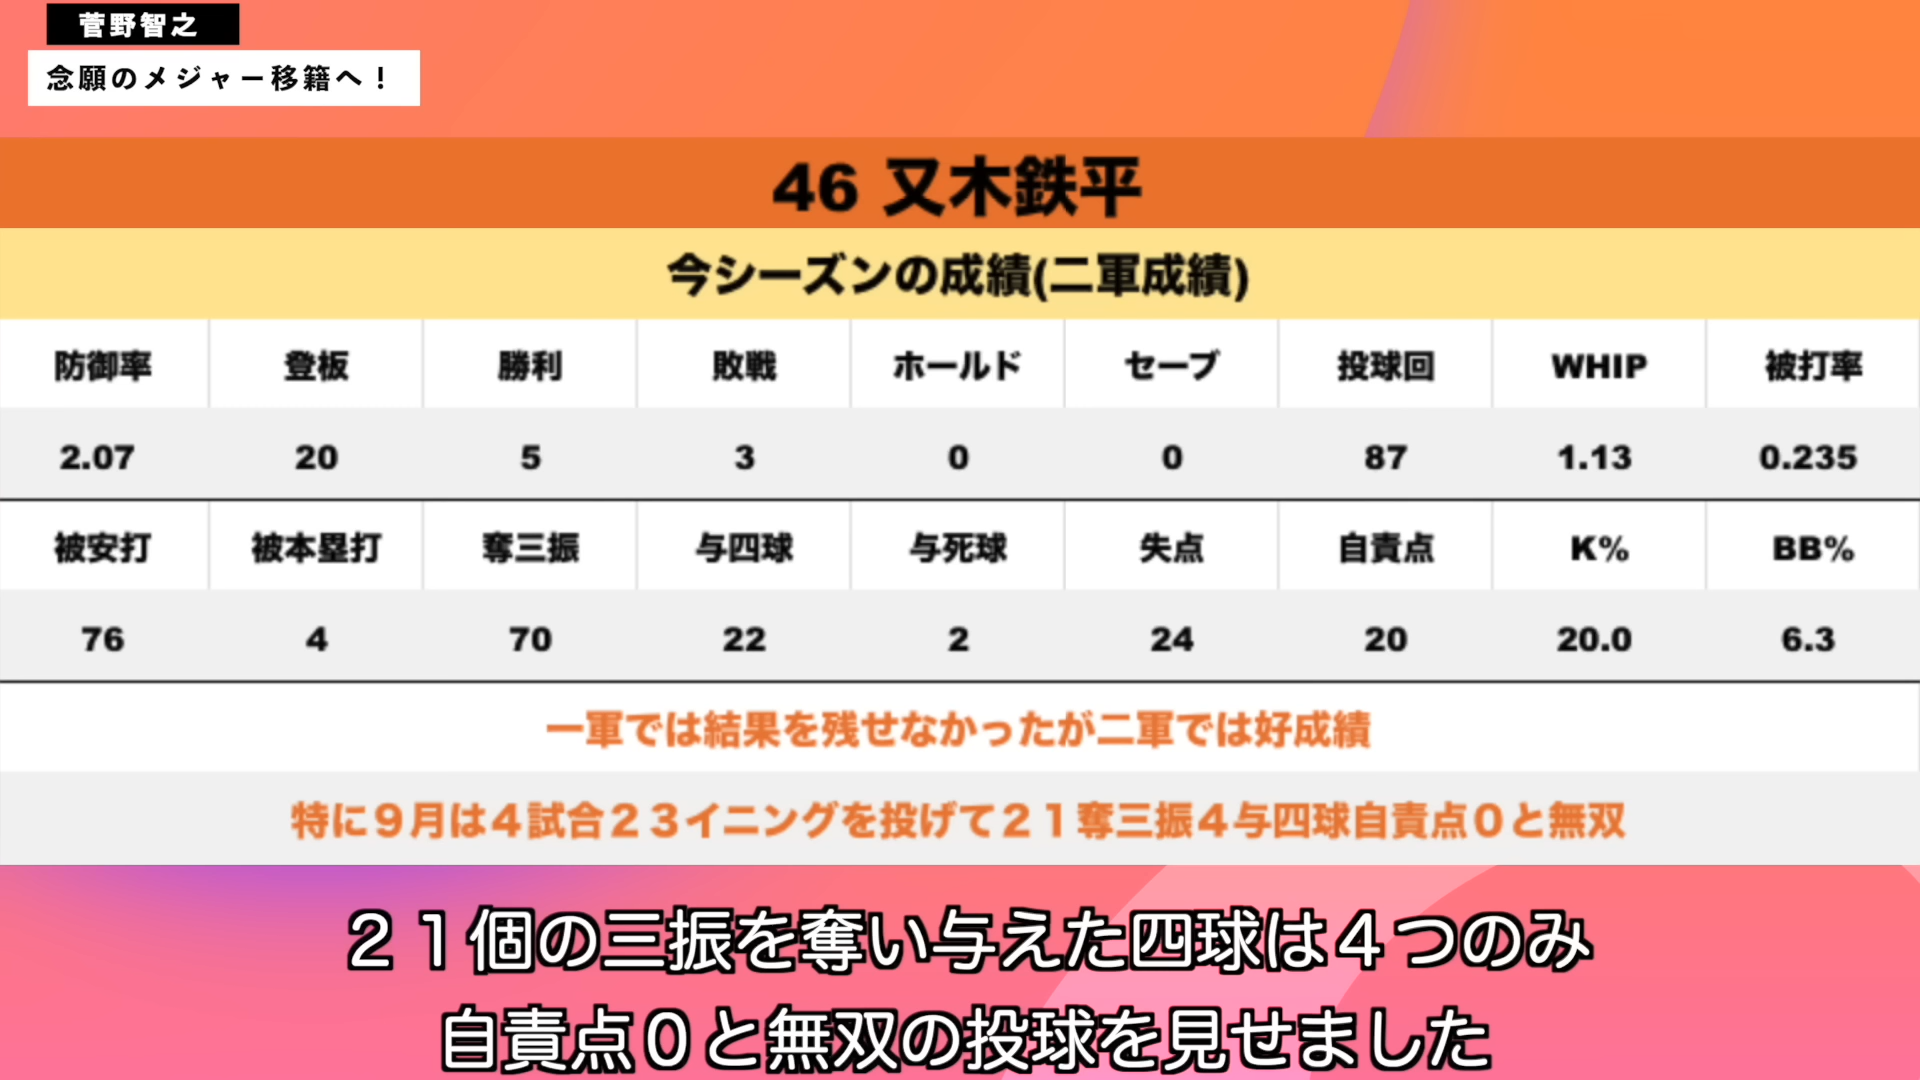 菅野智之
念願のメジャー移籍へ！
46 又木鉄平
今シーズンの成績(二軍成績)
防御率 登板 勝利 敗戦 ホールド セーブ 投球回 WHIP 被打率
2.07 20 5 3 0 0 87 1.13 0.235
被安打 被本塁打 奪三振 与四球 与死球 失点 自責点 K% BB%
76 4 70 22 2 24 20 20.0 6.3
一軍では結果を残せなかったが二軍では好成績
特に９月は４試合２３イニングを投げて２１奪三振４与四球自責点０と無双
２１個の三振を奪い与えた四球は４つのみ
自責点０と無双の投球を見せました